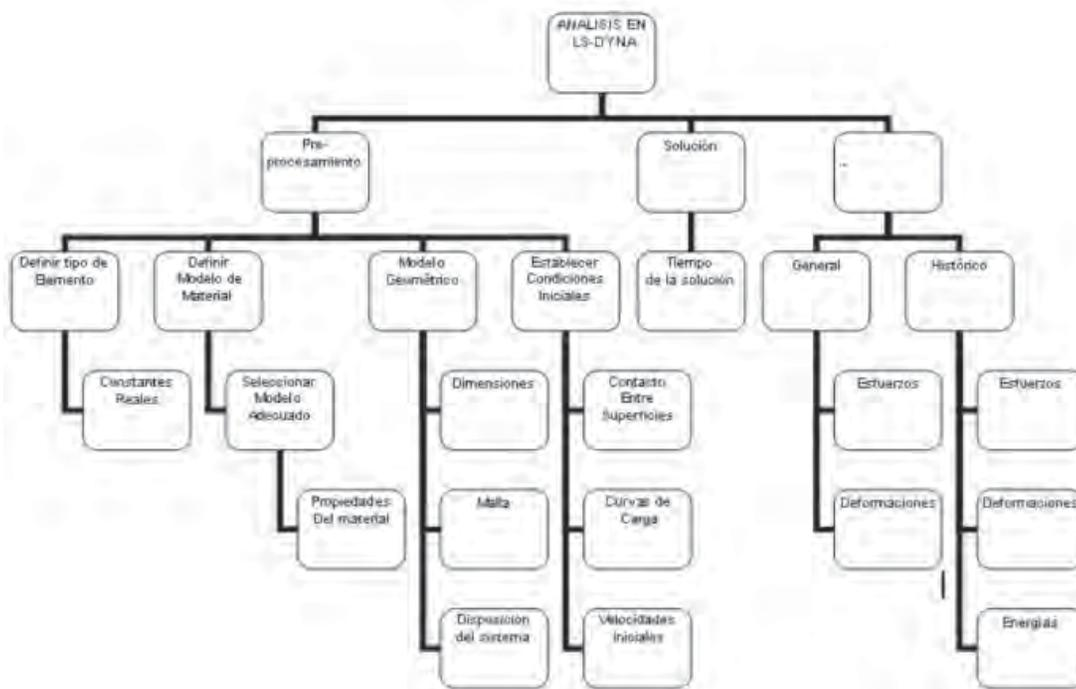 ANALISIS EN
LS-DYNA
Pre-
procesamiento
Solución
...
Definir tipo de
Elemento
Definir
Modelo de
Material
Modelo
Geométrico
Establecer
Condiciones
Iniciales
Tiempo
de la solución
General
Histórico
Constantes
Reales
Seleccionar
Modelo
Adecuado
Dimensiones
Contacto
Entre
Superficies
Esfuerzos
Esfuerzos
Propiedades
Del material
Malla
Curvas de
Carga
Deformaciones
Deformaciones
Disposición
del sistema
Velocidades
Iniciales
Energías